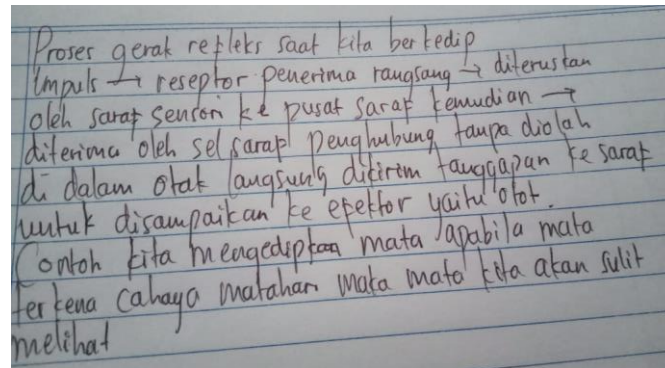 Proses gerak refleks saat kita berkedip
Impuls → reseptor penerima rangsang → diteruskan
oleh saraf sensori ke pusat saraf kemudian →
diterima oleh sel saraf penghubung tanpa diolah
di dalam otak langsung dikirim tanggapan ke saraf
untuk disampaikan ke efektor yaitu otot.
Contoh kita mengedipkan mata apabila mata
terkena cahaya matahari maka mata kita akan sulit
melihat